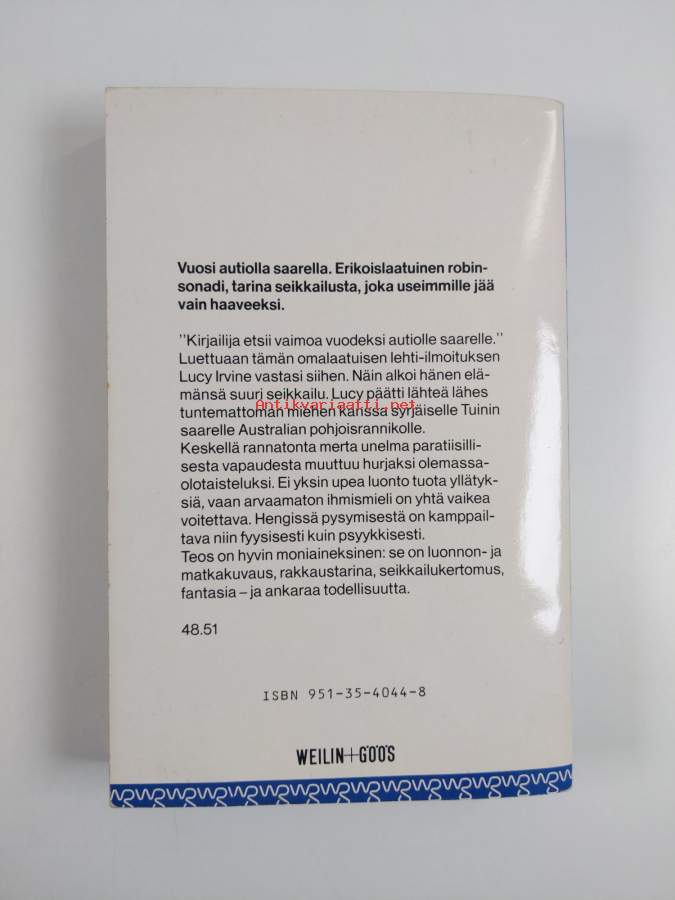 Vuosi autiolla saarella. Erikoislaatuinen robin-
sonadi, tarina seikkailusta, joka useimmille jää
vain haaveeksi.
"Kirjailija etsii vaimoa vuodeksi autiolle saarelle."
Luettuaan tämän omalaatuisen lehti-ilmoituksen
Lucy Irvine vastasi siihen. Näin alkoi hänen elä-
mänsä suuri seikkailu. Lucy päätti lähteä lähes
Antikvariaatti.net
tuntemattoman miehen kanssa syrjäiselle Tuinin
saarelle Australian pohjoisrannikolle.
Keskellä rannatonta merta unelma paratiisilli-
sesta vapaudesta muuttuu hurjaksi olemassa-
olotaisteluksi. Ei yksin upea luonto tuota yllätyk-
siä, vaan arvaamaton ihmismieli on yhtä vaikea
voitettava. Hengissä pysymisestä on kamppail-
tava niin fyysisesti kuin psyykkisesti.
Teos on hyvin moniaineksinen: se on luonnon- ja
matkakuvaus, rakkaustarina, seikkailukertomus,
fantasia – ja ankaraa todellisuutta.
48.51
ISBN 951-35-4044-8
WEILIN+GÖÖS